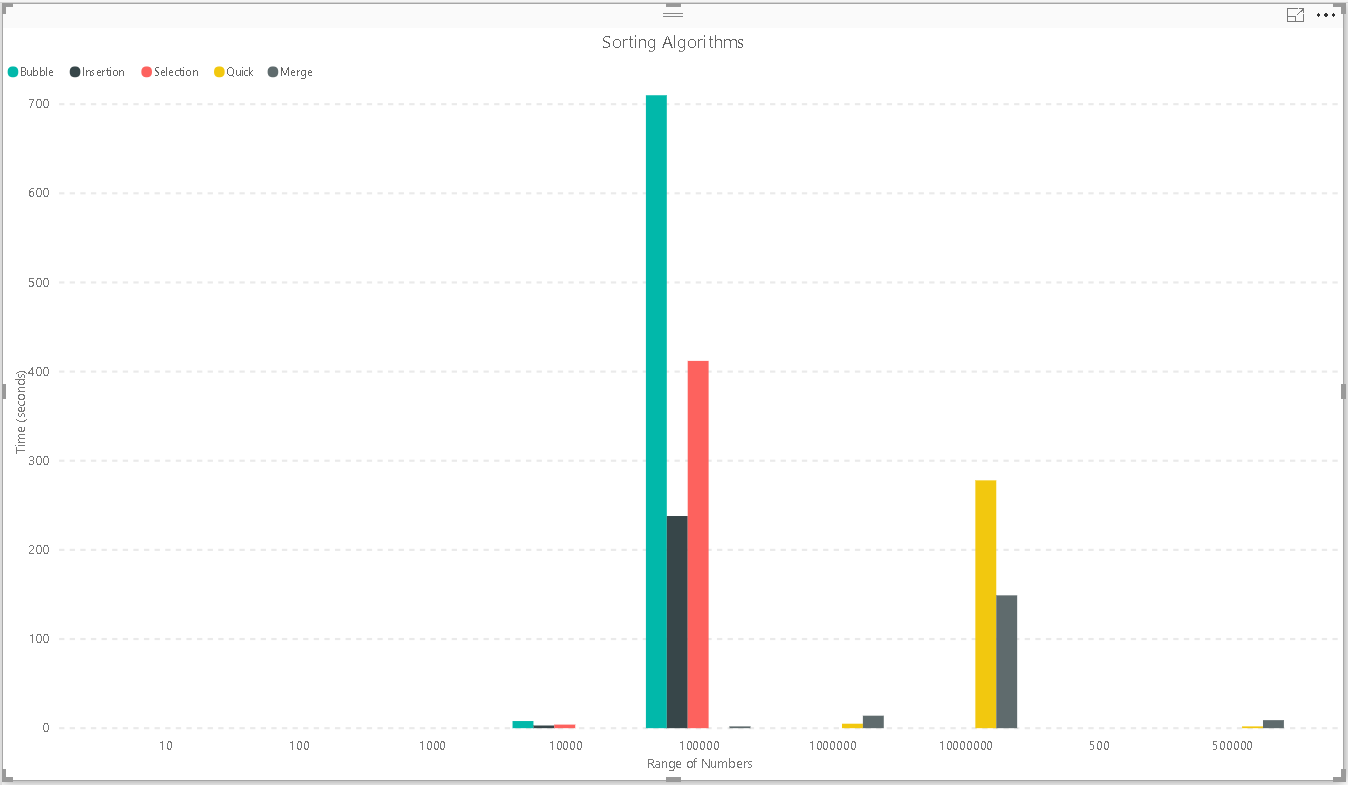 Sorting Algorithms
Bubble Insertion Selection Quick Merge
700
600
500
400
300
200
100
0
Time (seconds)
10 100 1000 10000 100000 1000000 10000000 500 500000
Range of Numbers